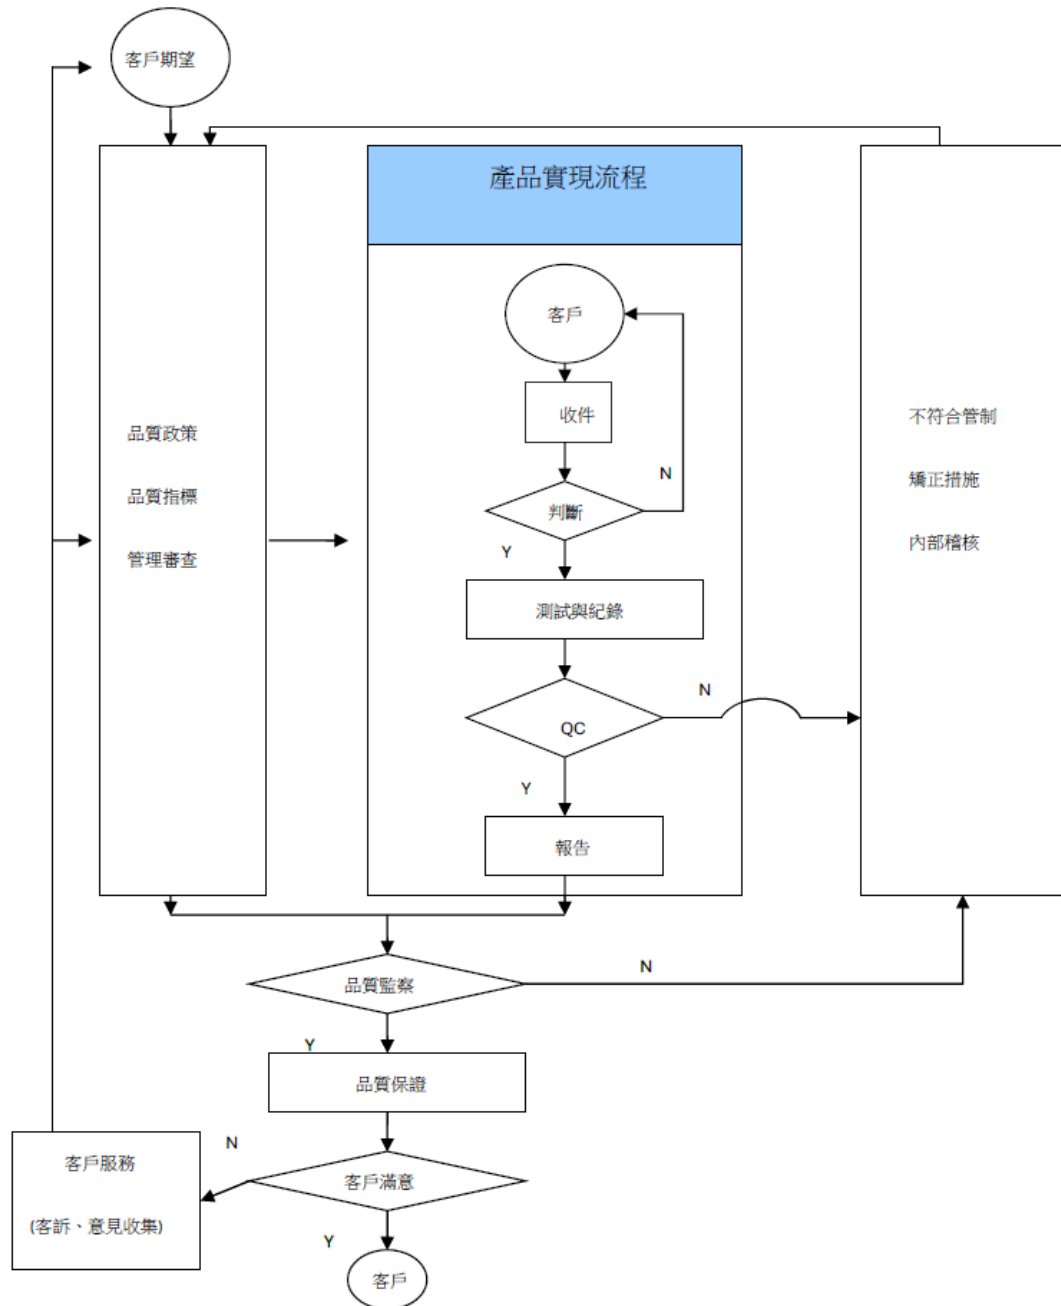 客戶期望
產品實現流程
客戶
收件
N
判斷
Y
測試與紀錄
N
QC
Y
報告
品質政策
品質指標
管理審查
不符合管制
矯正措施
內部稽核
品質監察
N
Y
品質保證
N
客戶滿意
客戶服務
(客訴、意見收集)
Y
客戶